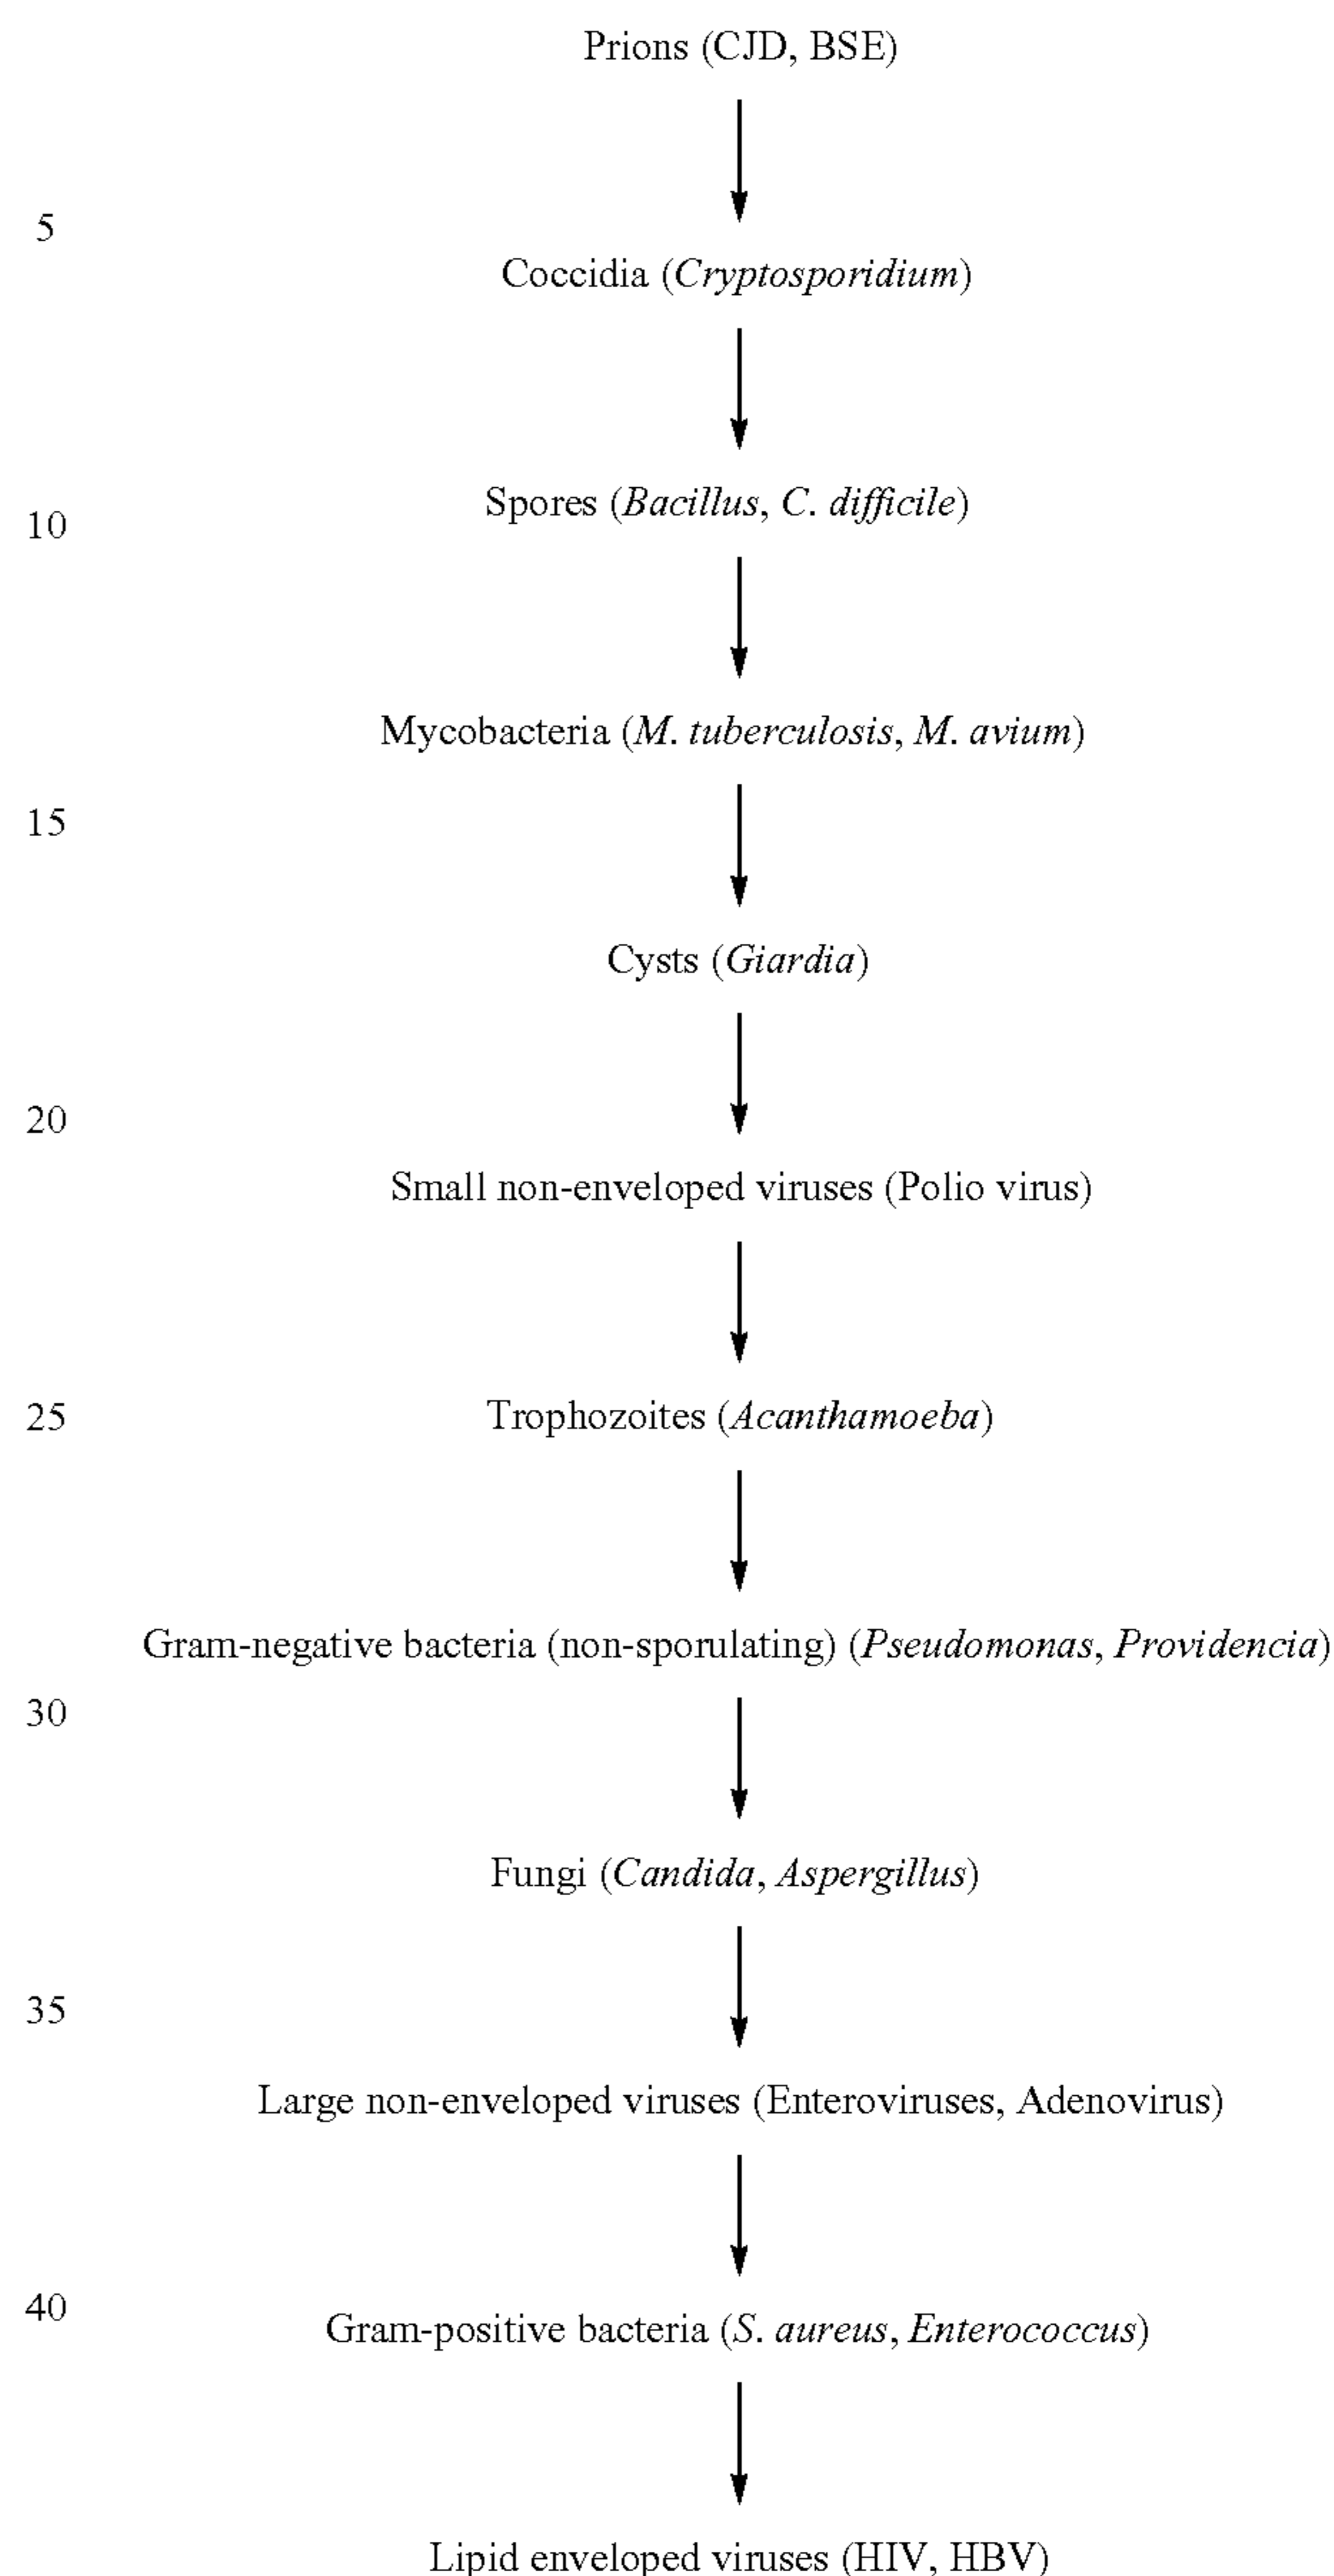 Prions (CJD, BSE)
5
Coccidia (Cryptosporidium)
Spores (Bacillus, C. difficile)
10
Mycobacteria (M. tuberculosis, M. avium)
15
Cysts (Giardia)
20
Small non-enveloped viruses (Polio virus)
25
Trophozoites (Acanthamoeba)
Gram-negative bacteria (non-sporulating) (Pseudomonas, Providencia)
30
Fungi (Candida, Aspergillus)
35
Large non-enveloped viruses (Enteroviruses, Adenovirus)
40
Gram-positive bacteria (S. aureus, Enterococcus)
Lipid enveloped viruses (HIV, HBV)